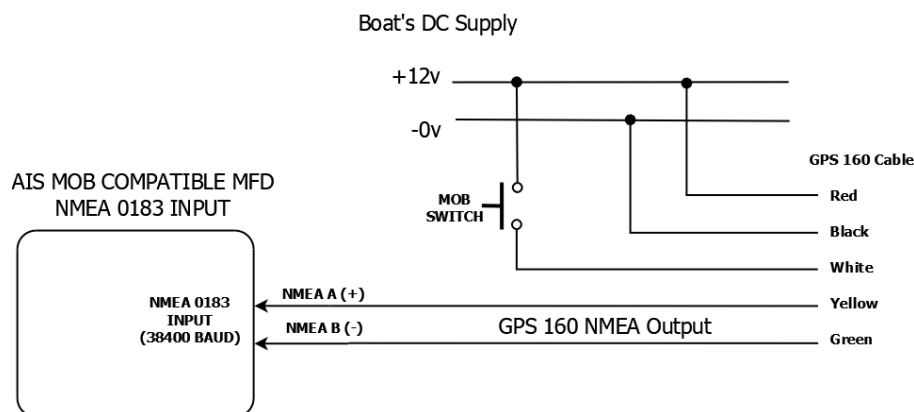 Boat's DC Supply
+12v
-0v
GPS 160 Cable
AIS MOB COMPATIBLE MFD
NMEA 0183 INPUT
MOB
SWITCH
Red
Black
White
NMEA 0183
INPUT
(38400 BAUD)
NMEA A (+)
Yellow
NMEA B (-)
GPS 160 NMEA Output
Green